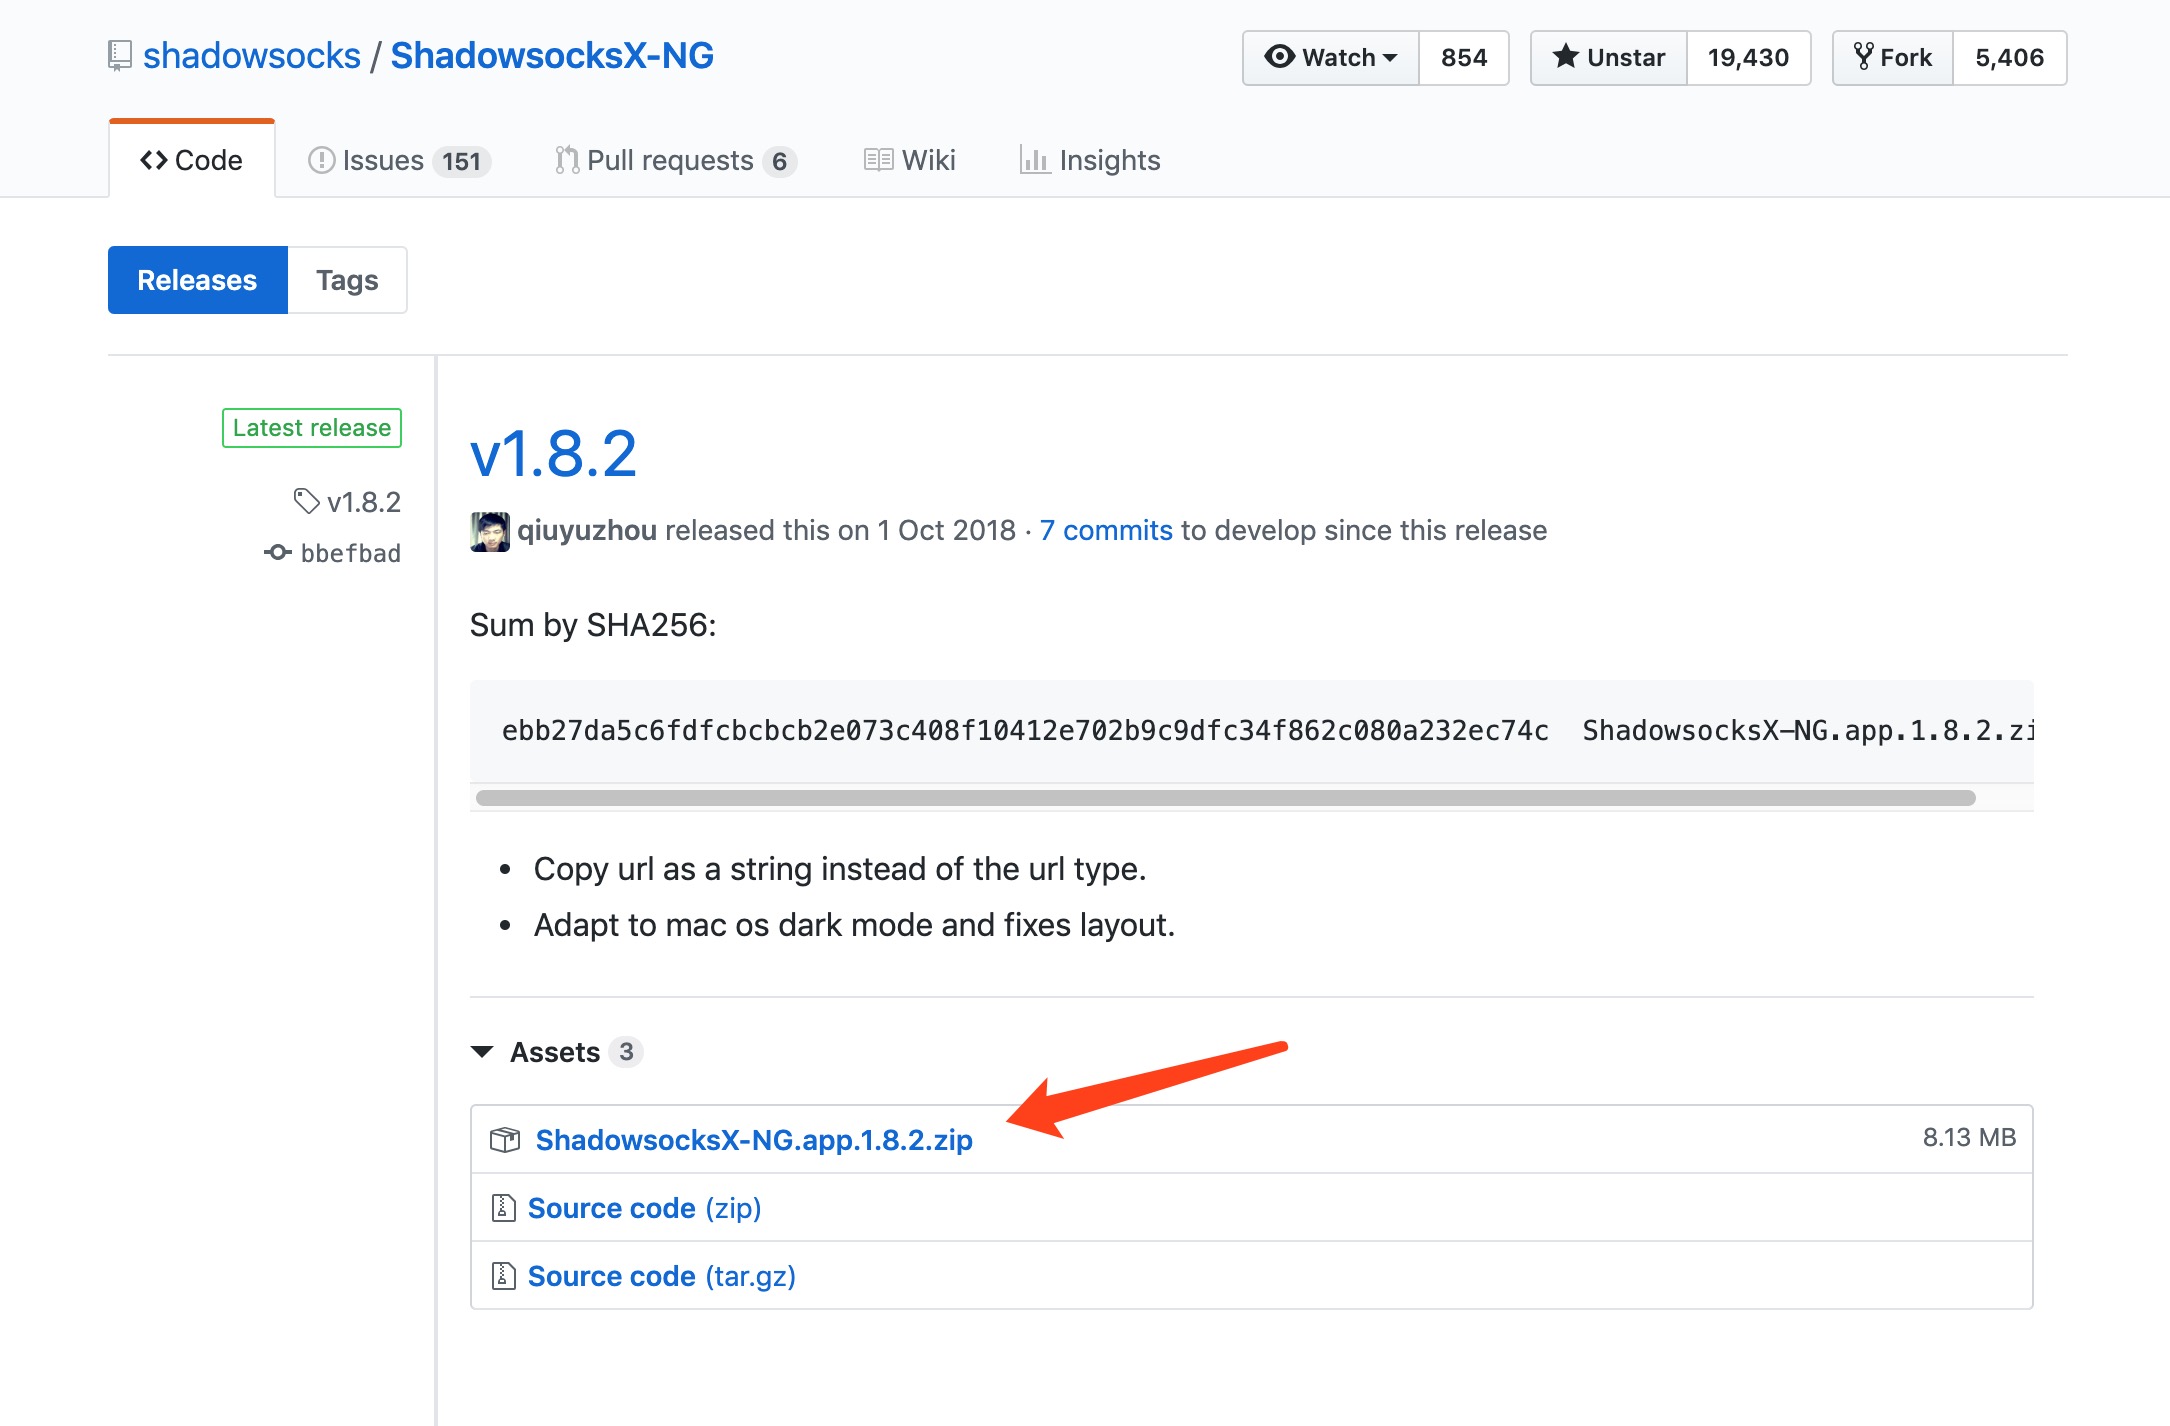 shadowsocks / ShadowsocksX-NG
Watch 854 Unstar 19,430 Fork 5,406
Code Issues 151 Pull requests 6 Wiki Insights
Releases Tags
Latest release
v1.8.2
bbefbad
v1.8.2
qiuyuzhou released this on 1 Oct 2018 · 7 commits to develop since this release
Sum by SHA256:
ebb27da5c6fdfcbcbcb2e073c408f10412e702b9c9dfc34f862c080a232ec74c ShadowsocksX-NG.app.1.8.2.zi
• Copy url as a string instead of the url type.
• Adapt to mac os dark mode and fixes layout.
Assets 3
ShadowsocksX-NG.app.1.8.2.zip 8.13 MB
Source code (zip)
Source code (tar.gz)